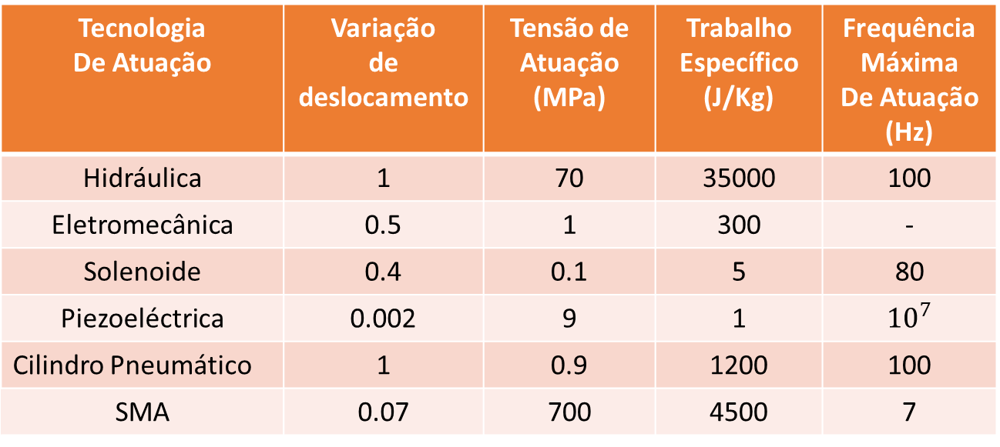 Tecnologia De Atuação | Variação de deslocamento | Tensão de Atuação (MPa) | Trabalho Específico (J/Kg) | Frequência Máxima De Atuação (Hz)
Hidráulica | 1 | 70 | 35000 | 100
Eletromecânica | 0.5 | 1 | 300 | -
Solenoide | 0.4 | 0.1 | 5 | 80
Piezoeléctrica | 0.002 | 9 | 1 | 10⁷
Cilindro Pneumático | 1 | 0.9 | 1200 | 100
SMA | 0.07 | 700 | 4500 | 7